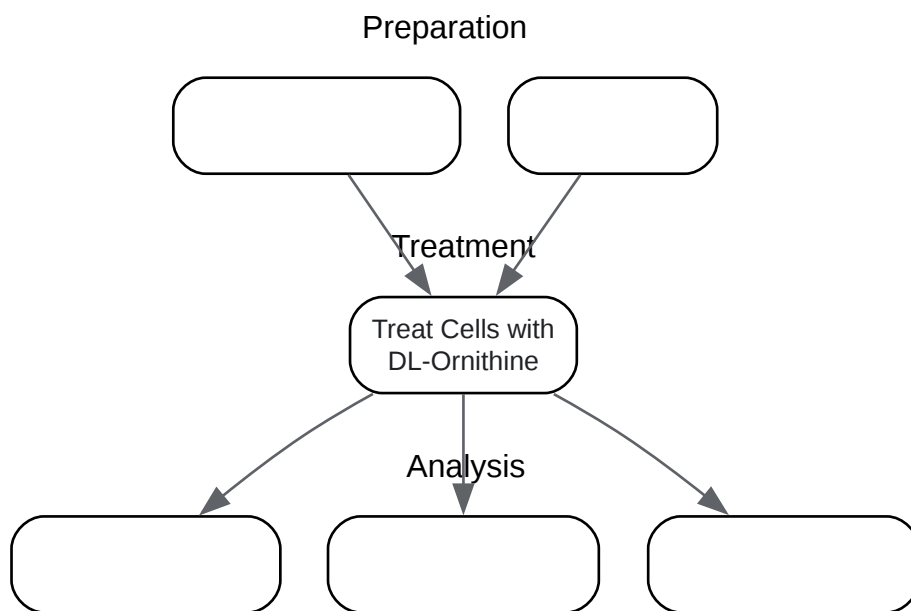 Preparation
Treatment
Treat Cells with
DL-Ornithine
Analysis